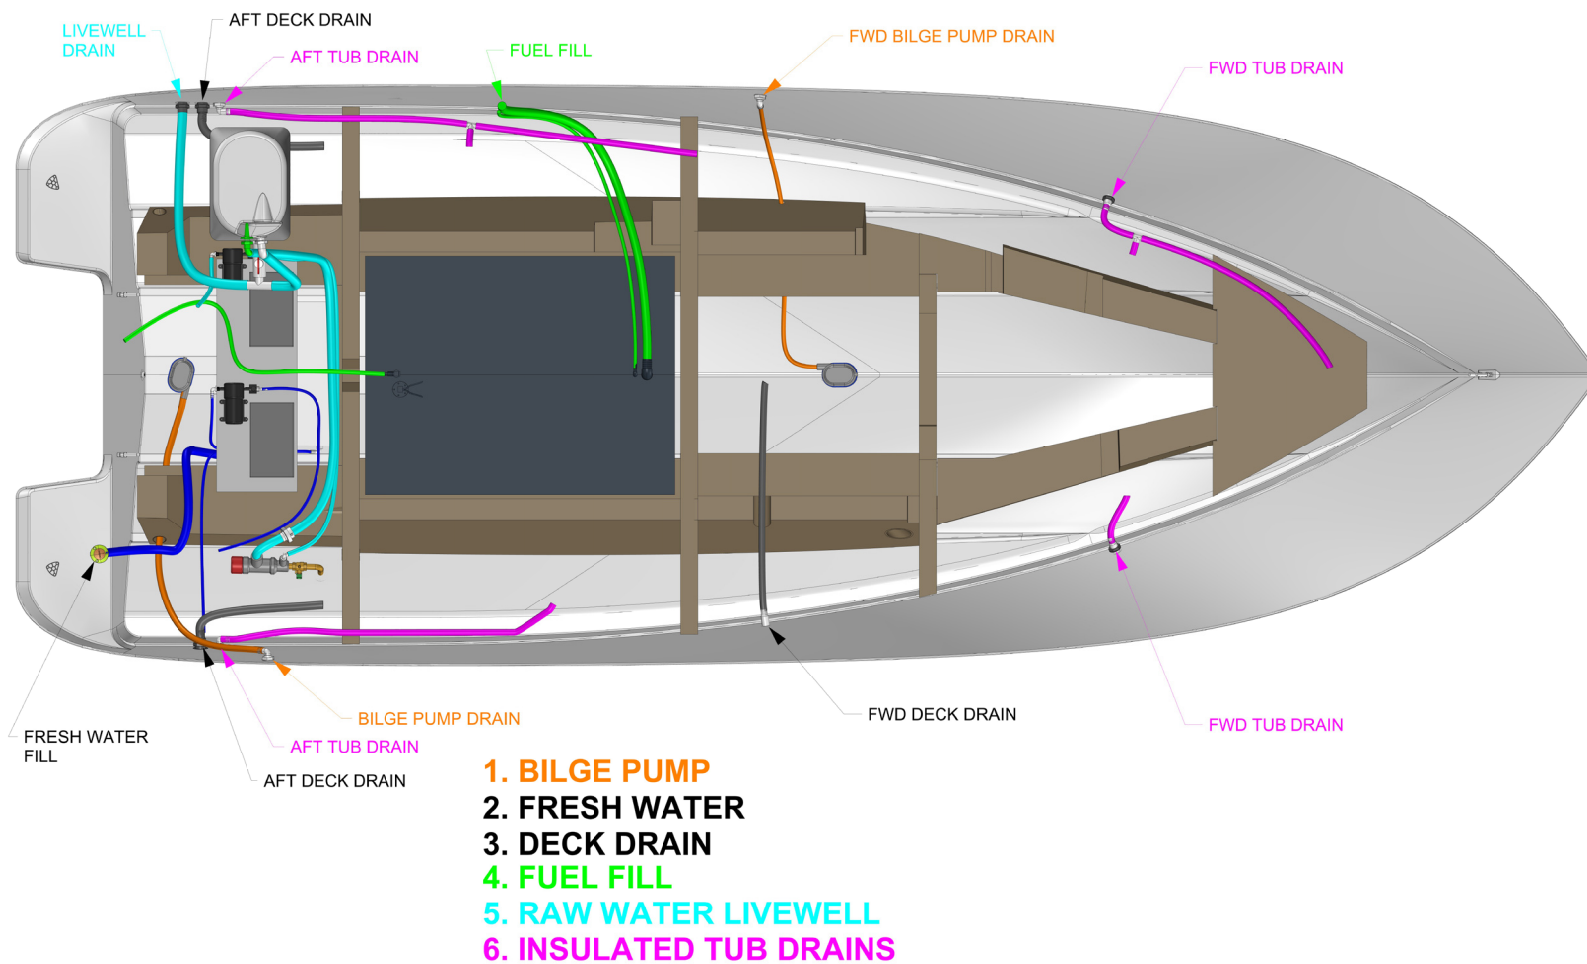 AFT DECK DRAIN
LIVEWELL
DRAIN
AFT TUB DRAIN
FUEL FILL
FWD BILGE PUMP DRAIN
FWD TUB DRAIN
FRESH WATER
FILL
BILGE PUMP DRAIN
AFT TUB DRAIN
AFT DECK DRAIN
FWD DECK DRAIN
FWD TUB DRAIN
1. BILGE PUMP
2. FRESH WATER
3. DECK DRAIN
4. FUEL FILL
5. RAW WATER LIVEWELL
6. INSULATED TUB DRAINS